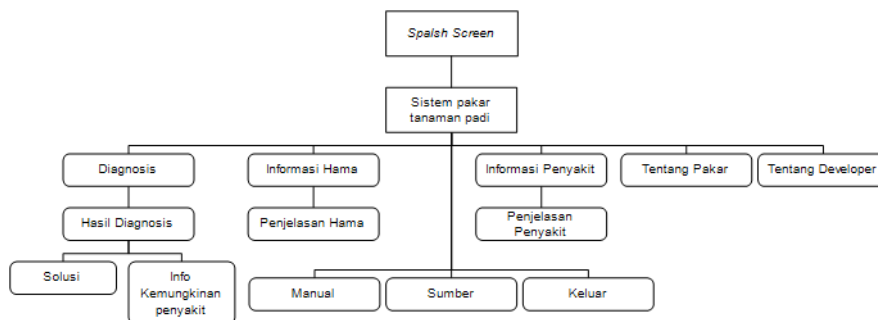 Spalsh Screen
Sistem pakar
tanaman padi
Diagnosis
Informasi Hama
Informasi Penyakit
Tentang Pakar
Tentang Developer
Hasil Diagnosis
Penjelasan Hama
Penjelasan
Penyakit
Solusi
Info
Kemungkinan
penyakit
Manual
Sumber
Keluar